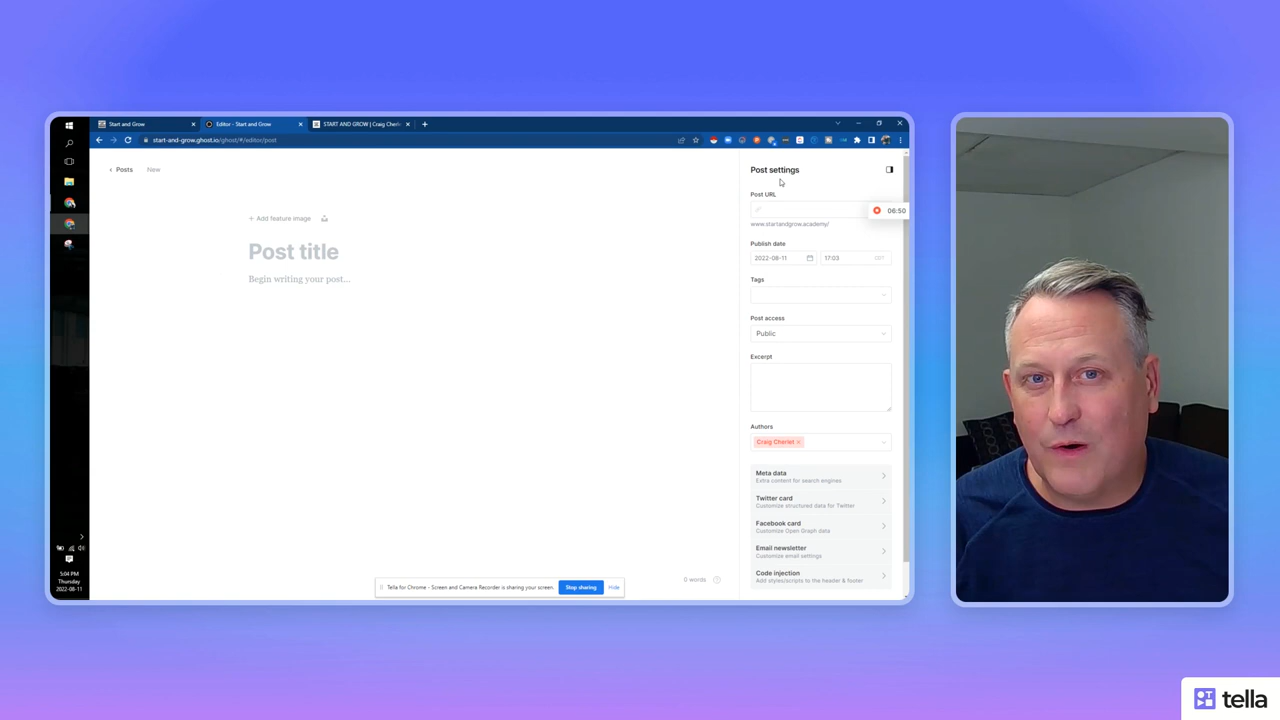 Start and Grow
Editor - Start and Grow
START AND GROW | Craig Cherlet
start-and-grow.ghost.io/ghost/#/editor/post
Posts
New
Post settings
Post URL
06:50
www.startandgrow.academy/
+ Add feature image
Post title
Begin writing your post...
Publish date
2022-08-11
17:03
CDT
Tags
Post access
Public
Excerpt
Authors
Craig Cherlet ×
Meta data
Extra content for search engines
Twitter card
Customize structured data for Twitter
Facebook card
Customize Open Graph data
Email newsletter
Customize email settings
Code injection
Add styles/scripts to the header & footer
0 words
Tella for Chrome - Screen and Camera Recorder is sharing your screen.
Stop sharing
Hide
5:04 PM
Thursday
2022-08-11
tella